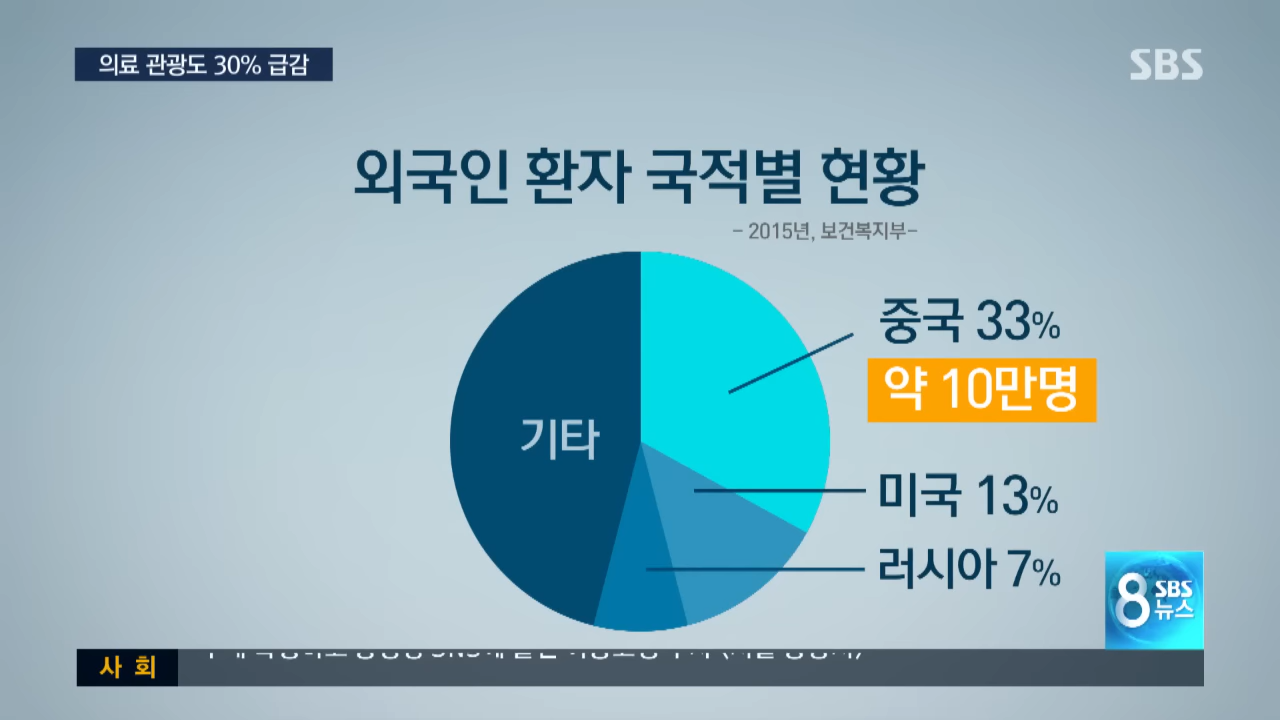 의료 관광도 30% 급감
SBS
외국인 환자 국적별 현황
- 2015년, 보건복지부-
중국 33%
약 10만명
기타
미국 13%
러시아 7%
8 SBS 뉴스
사 회